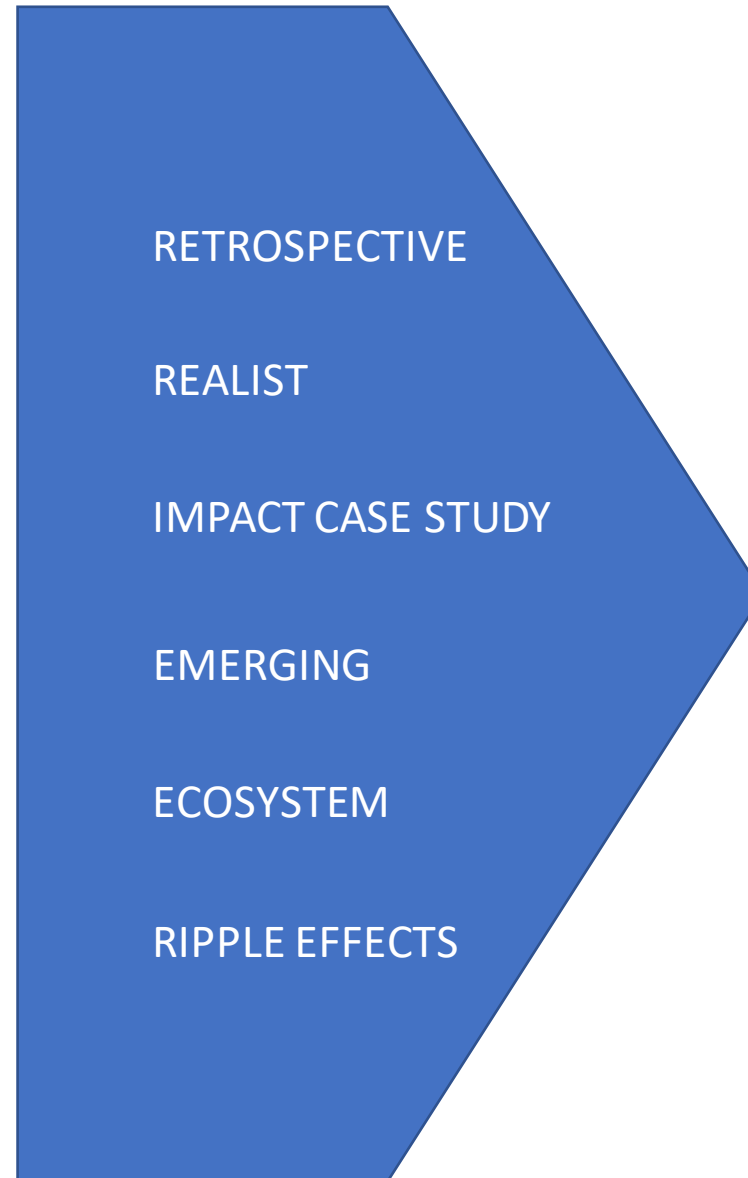 RETROSPECTIVE
REALIST
IMPACT CASE STUDY
EMERGING
ECOSYSTEM
RIPPLE EFFECTS